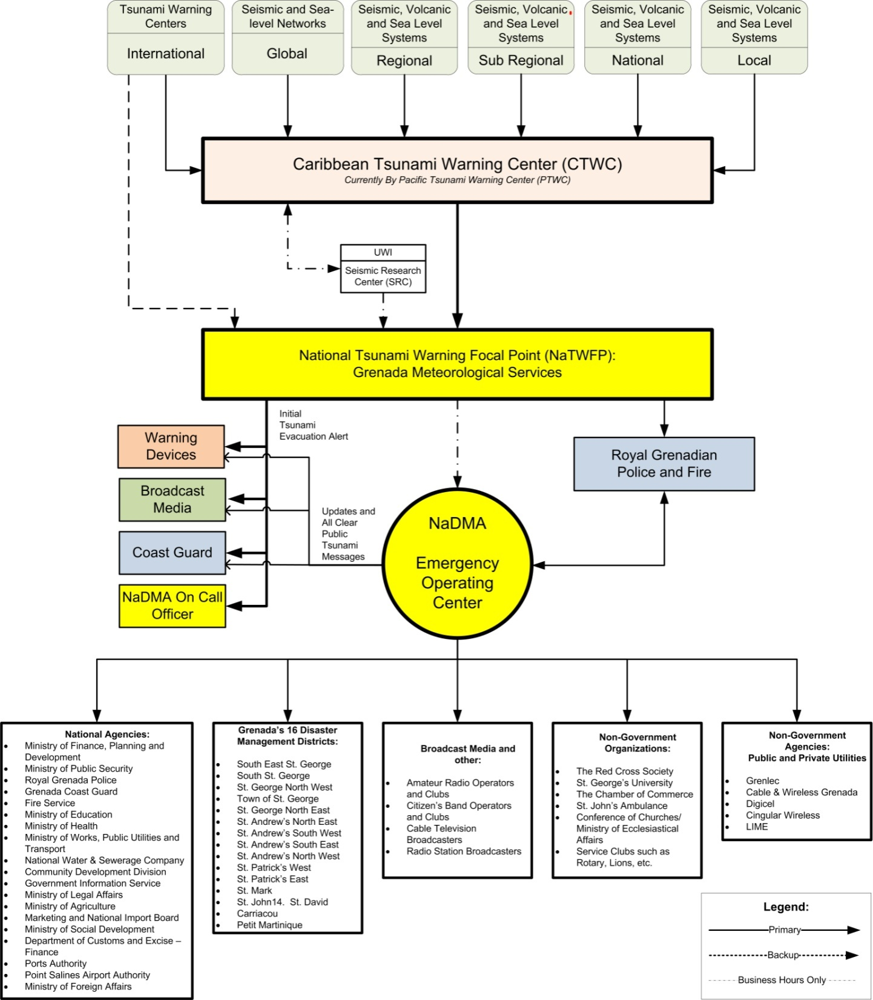 Tsunami Warning
Centers
International
Seismic and Sea-
level Networks
Global
Seismic, Volcanic
and Sea Level
Systems
Regional
Seismic, Volcanic
and Sea Level
Systems
Sub Regional
Seismic, Volcanic
and Sea Level
Systems
National
Seismic, Volcanic
and Sea Level
Systems
Local
Caribbean Tsunami Warning Center (CTWC)
Currently By Pacific Tsunami Warning Center (PTWC)
UWI
Seismic Research
Center (SRC)
National Tsunami Warning Focal Point (NaTWFP):
Grenada Meteorological Services
Initial
Tsunami
Evacuation Alert
Warning
Devices
Broadcast
Media
Coast Guard
NaDMA On Call
Officer
Updates and
All Clear
Public
Tsunami
Messages
NaDMA
Emergency
Operating
Center
Royal Grenadian
Police and Fire
National Agencies:
• Ministry of Finance, Planning and
Development
• Ministry of Public Security
• Royal Grenada Police
• Grenada Coast Guard
• Fire Service
• Ministry of Education
• Ministry of Health
• Ministry of Works, Public Utilities and
Transport
• National Water & Sewerage Company
• Community Development Division
• Government Information Service
• Ministry of Legal Affairs
• Ministry of Agriculture
• Marketing and National Import Board
• Ministry of Social Development
• Department of Customs and Excise –
Finance
• Ports Authority
• Point Salines Airport Authority
• Ministry of Foreign Affairs
Grenada's 16 Disaster
Management Districts:
• South East St. George
• South St. George
• St. George North West
• Town of St. George
• St. George North East
• St. Andrew's North East
• St. Andrew's South West
• St. Andrew's South East
• St. Andrew's North West
• St. Patrick's West
• St. Patrick's East
• St. Mark
• St. John14. St. David
• Carriacou
• Petit Martinique
Broadcast Media and
other:
• Amateur Radio Operators
and Clubs
• Citizen's Band Operators
and Clubs
• Cable Television
Broadcasters
• Radio Station Broadcasters
Non-Government
Organizations:
• The Red Cross Society
• St. George's University
• The Chamber of Commerce
• St. John's Ambulance
• Conference of Churches/
Ministry of Ecclesiastical
Affairs
• Service Clubs such as
Rotary, Lions, etc.
Non-Government
Agencies:
Public and Private Utilities
• Grenlec
• Cable & Wireless Grenada
• Digicel
• Cingular Wireless
• LIME
Legend:
Primary
Backup
Business Hours Only